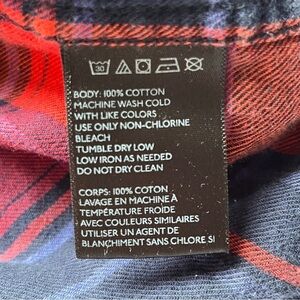 30
BODY: 100% COTTON
MACHINE WASH COLD
WITH LIKE COLORS
USE ONLY NON-CHLORINE
BLEACH
TUMBLE DRY LOW
LOW IRON AS NEEDED
DO NOT DRY CLEAN
CORPS: 100% COTTON
LAVAGE EN MACHINE À
TEMPÉRATURE FROIDE
AVEC COULEURS SIMILAIRES
UTILISER UN AGENT DE
BLANCHIMENT SANS CHLORE SI